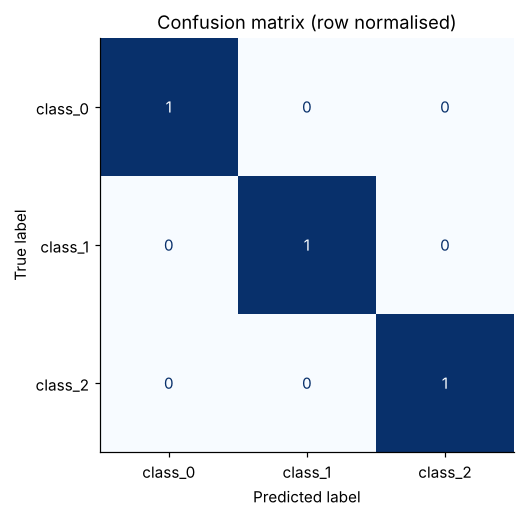 Confusion matrix (row normalised)
class_0
1
0
0
True label
class_1
0
1
0
class_2
0
0
1
class_0
class_1
class_2
Predicted label